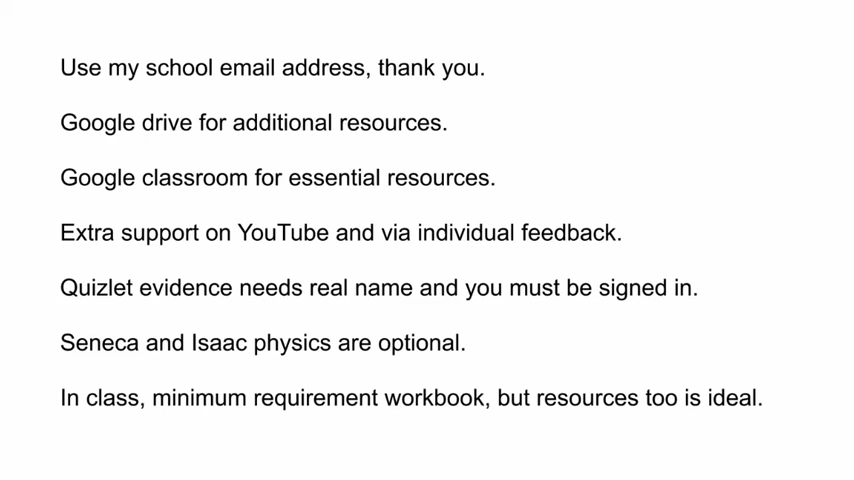 Use my school email address, thank you.
Google drive for additional resources.
Google classroom for essential resources.
Extra support on YouTube and via individual feedback.
Quizlet evidence needs real name and you must be signed in.
Seneca and Isaac physics are optional.
In class, minimum requirement workbook, but resources too is ideal.